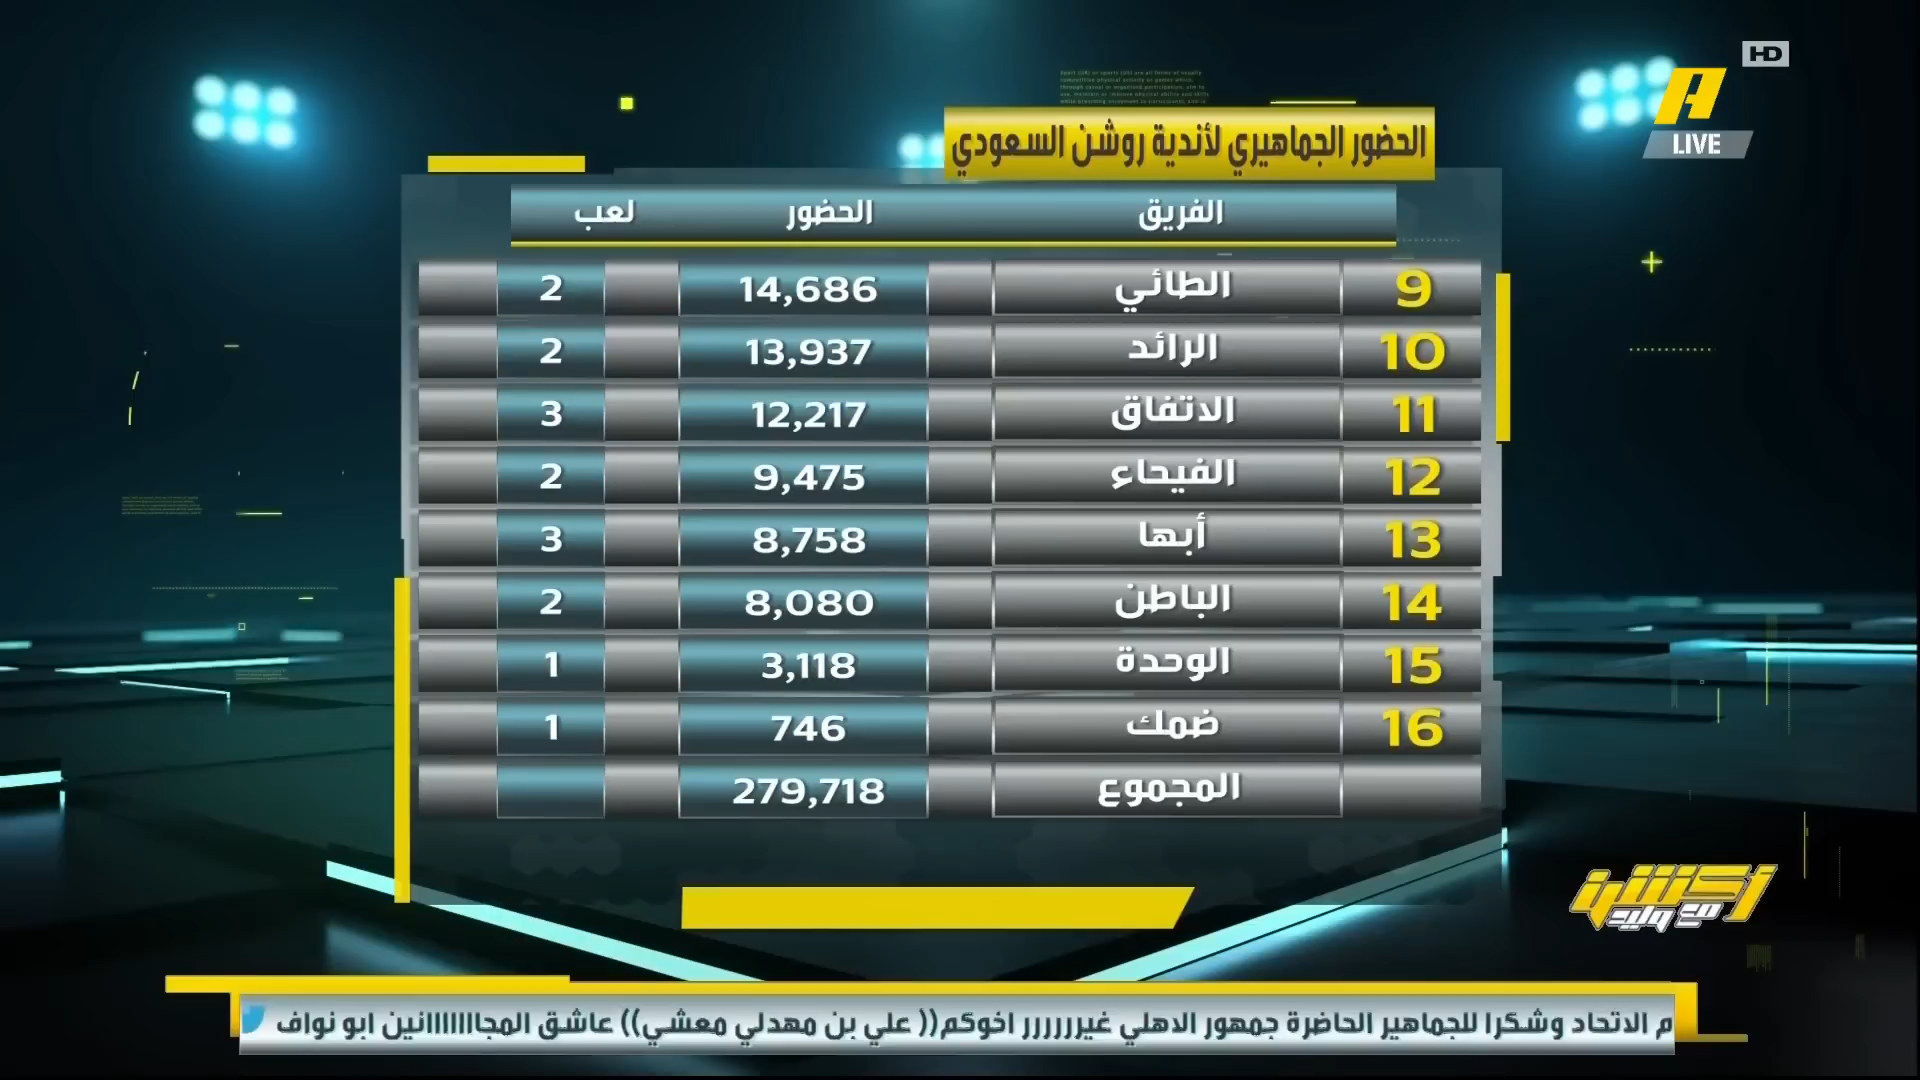 HD
LIVE
الحضور الجماهيري لأندية روشن السعودي
الفريق الحضور لعب
9 الطائي 14,686 2
10 الرائد 13,937 2
11 الاتفاق 12,217 3
12 الفيحاء 9,475 2
13 أبها 8,758 3
14 الباطن 8,080 2
15 الوحدة 3,118 1
16 ضمك 746 1
المجموع 279,718
أكشن
مع وليد
م الاتحاد وشكرا للجماهير الحاضرة جمهور الاهلي غيررررر اخوكم(( علي بن مهدلي معشي)) عاشق المجاااااااانين ابو نواف